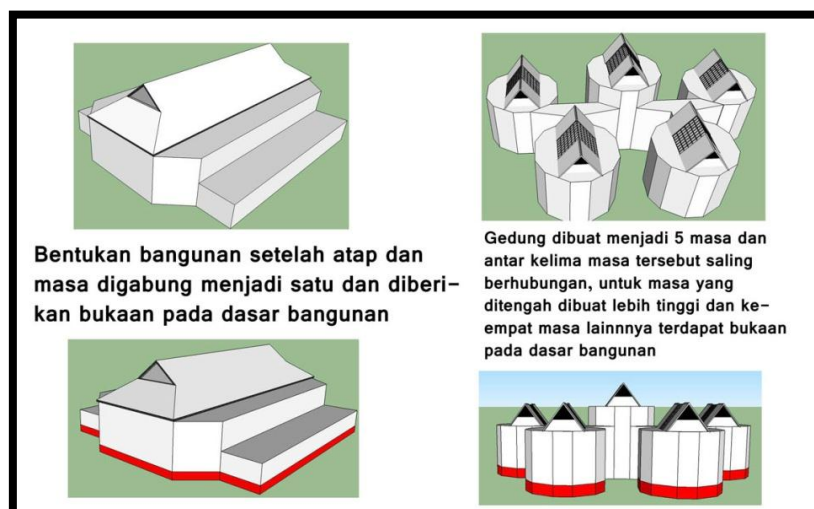 Bentukan bangunan setelah atap dan
masa digabung menjadi satu dan diberi-
kan bukaan pada dasar bangunan
Gedung dibuat menjadi 5 masa dan
antar kelima masa tersebut saling
berhubungan, untuk masa yang
ditengah dibuat lebih tinggi dan ke-
empat masa lainnnya terdapat bukaan
pada dasar bangunan